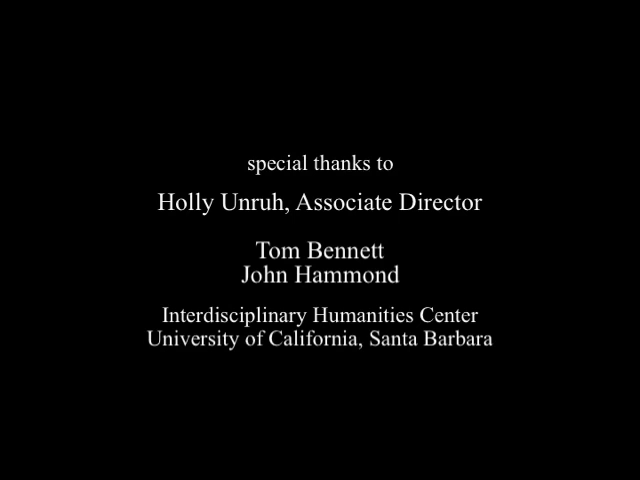 special thanks to
Holly Unruh, Associate Director
Tom Bennett
John Hammond
Interdisciplinary Humanities Center
University of California, Santa Barbara